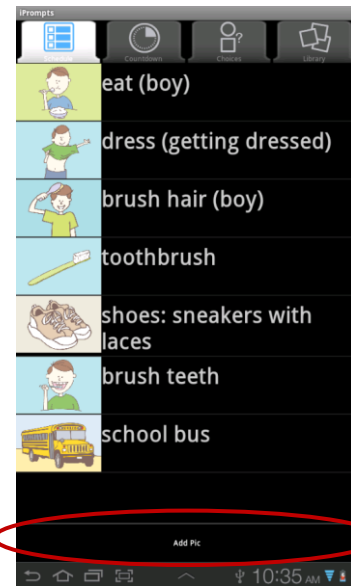 iPrompts
Schedule Countdown Choices Library
eat (boy)
dress (getting dressed)
brush hair (boy)
toothbrush
shoes: sneakers with
laces
brush teeth
school bus
Add Pic
10:35 AM